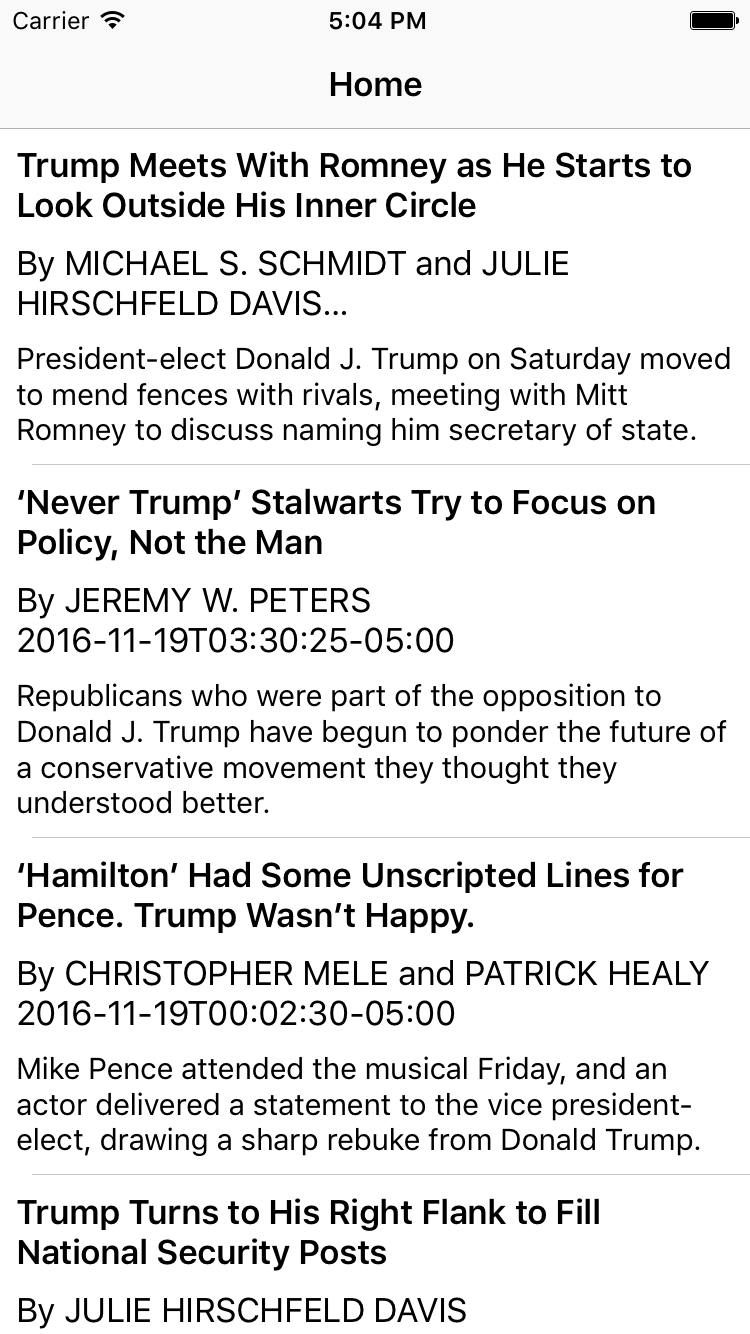 Carrier 5:04 PM
Home
Trump Meets With Romney as He Starts to
Look Outside His Inner Circle
By MICHAEL S. SCHMIDT and JULIE
HIRSCHFELD DAVIS...
President-elect Donald J. Trump on Saturday moved
to mend fences with rivals, meeting with Mitt
Romney to discuss naming him secretary of state.
‘Never Trump’ Stalwarts Try to Focus on
Policy, Not the Man
By JEREMY W. PETERS
2016-11-19T03:30:25-05:00
Republicans who were part of the opposition to
Donald J. Trump have begun to ponder the future of
a conservative movement they thought they
understood better.
‘Hamilton’ Had Some Unscripted Lines for
Pence. Trump Wasn’t Happy.
By CHRISTOPHER MELE and PATRICK HEALY
2016-11-19T00:02:30-05:00
Mike Pence attended the musical Friday, and an
actor delivered a statement to the vice president-
elect, drawing a sharp rebuke from Donald Trump.
Trump Turns to His Right Flank to Fill
National Security Posts
By JULIE HIRSCHFELD DAVIS